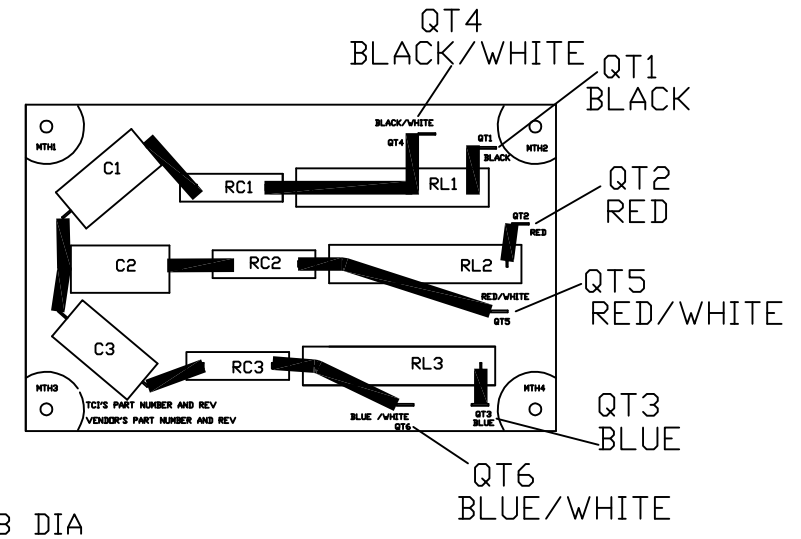 QT4
BLACK/WHITE
QT1
BLACK
BLACK/WHITE
QT4
QT1
BLACK
MTH1
MTH2
C1
RC1
RL1
QT2
RED
QT2
RED
C2
RC2
RL2
QT5
RED/WHITE
RED/WHITE
QT5
C3
RC3
RL3
MTH3
MTH4
TCI'S PART NUMBER AND REV
VENDOR'S PART NUMBER AND REV
BLUE /WHITE
QT6
QT3
BLUE
QT3
BLUE
QT6
BLUE/WHITE
DIA